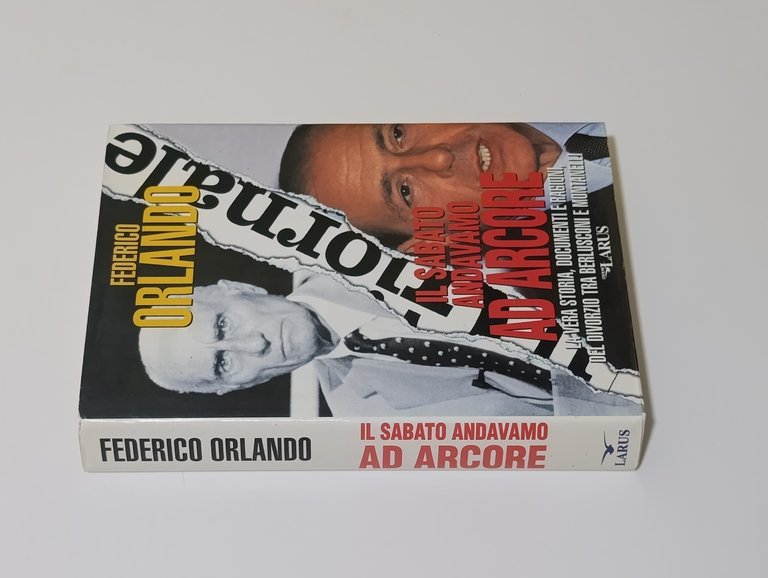 FEDERICO
ORLANDO
iornale
IL SABATO
ANDAVAMO
AD ARCORE
LA VERA STORIA, DOCUMENTI E RAGIONI,
DEL DIVORZIO TRA BERLUSCONI E MONTANELLI
LARUS
FEDERICO ORLANDO
IL SABATO ANDAVAMO
AD ARCORE
LARUS